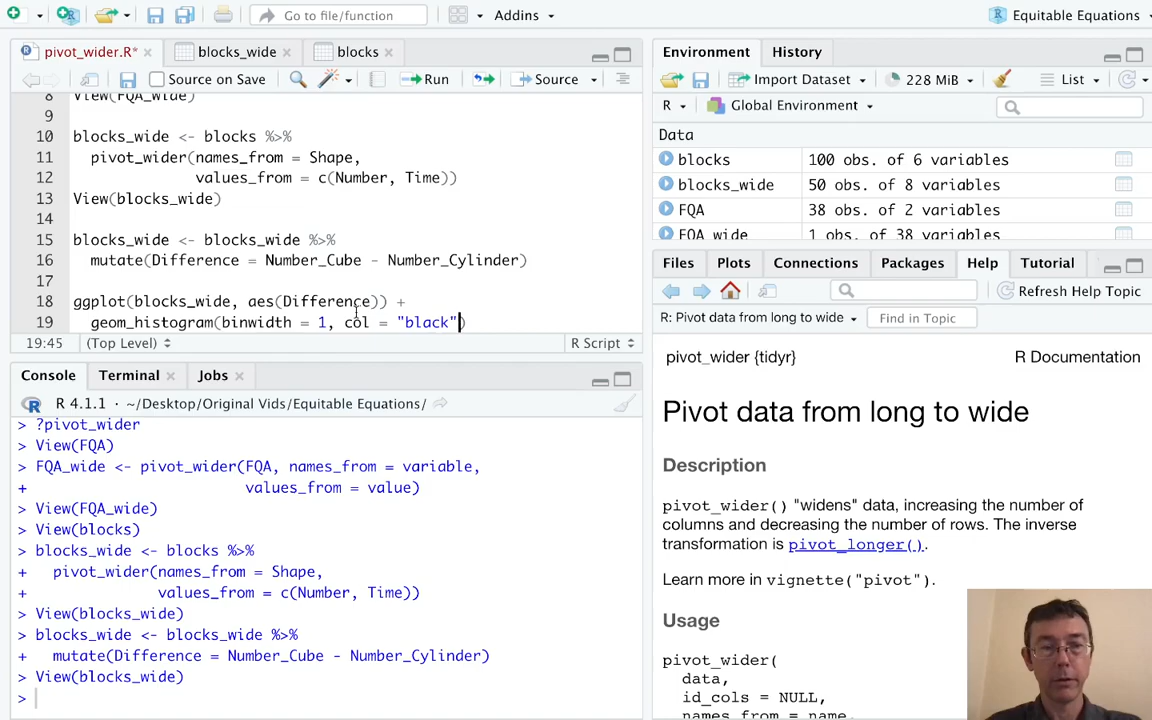 Go to file/function
Addins
Equitable Equations
pivot_wider.R*
blocks_wide
blocks
Source on Save
Run
Source
8 View(FQA_wide)
9
10 blocks_wide <- blocks %>%
11 pivot_wider(names_from = Shape,
12 values_from = c(Number, Time))
13 View(blocks_wide)
14
15 blocks_wide <- blocks_wide %>%
16 mutate(Difference = Number_Cube - Number_Cylinder)
17
18 ggplot(blocks_wide, aes(Difference)) +
19 geom_histogram(binwidth = 1, col = "black")
19:45 (Top Level) R Script
Console Terminal Jobs
R 4.1.1 · ~/Desktop/Original Vids/Equitable Equations/
> ?pivot_wider
> View(FQA)
> FQA_wide <- pivot_wider(FQA, names_from = variable,
+ values_from = value)
> View(FQA_wide)
> View(blocks)
> blocks_wide <- blocks %>%
+ pivot_wider(names_from = Shape,
+ values_from = c(Number, Time))
> View(blocks_wide)
> blocks_wide <- blocks_wide %>%
+ mutate(Difference = Number_Cube - Number_Cylinder)
> View(blocks_wide)
>
Environment History
Import Dataset 228 MiB List
R Global Environment
Data
blocks 100 obs. of 6 variables
blocks_wide 50 obs. of 8 variables
FQA 38 obs. of 2 variables
FQA_wide 1 obs. of 38 variables
Files Plots Connections Packages Help Tutorial
Refresh Help Topic
R: Pivot data from long to wide Find in Topic
pivot_wider {tidyr} R Documentation
Pivot data from long to wide
Description
pivot_wider() "widens" data, increasing the number of
columns and decreasing the number of rows. The inverse
transformation is pivot_longer().
Learn more in vignette("pivot").
Usage
pivot_wider(
data,
id_cols = NULL,
names_from = name,